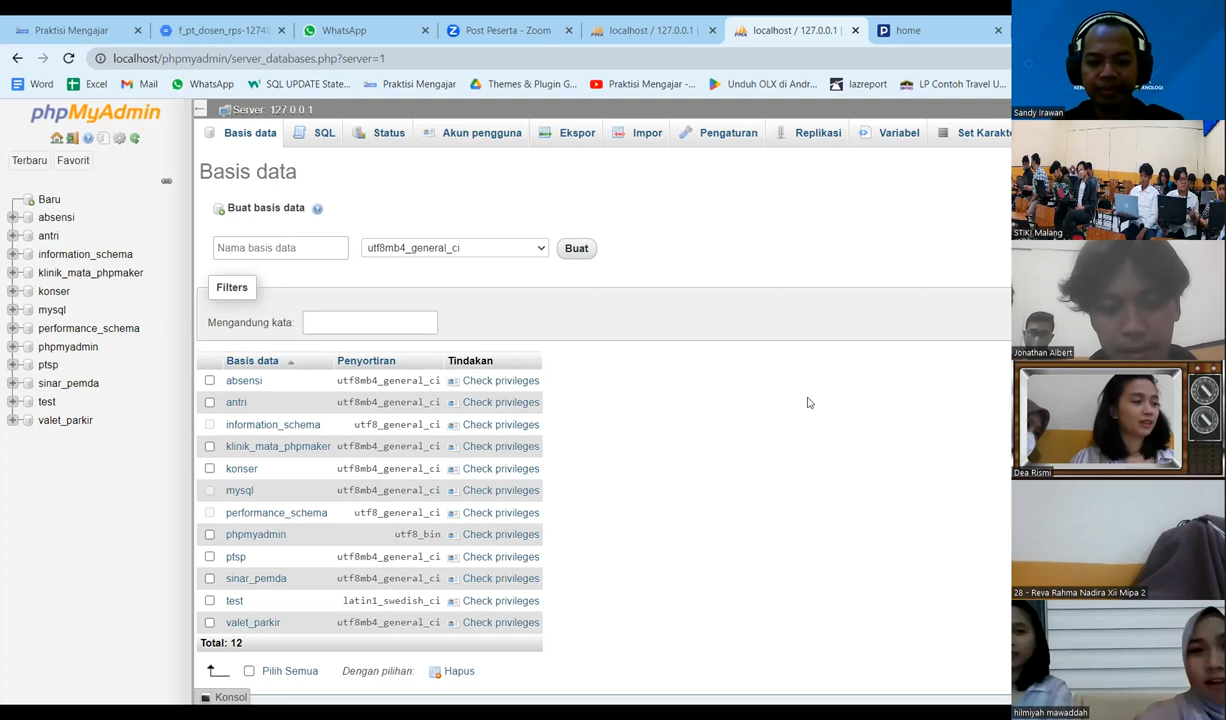 Praktisi Mengajar
f_pt_dosen_rps-12748
WhatsApp
Post Peserta - Zoom
localhost / 127.0.0.1 |
localhost / 127.0.0.1 |
home
localhost/phpmyadmin/server_databases.php?server=1
Word
Excel
Mail
WhatsApp
SQL UPDATE State...
Praktisi Mengajar
Themes & Plugin G...
Praktisi Mengajar -...
Unduh OLX di Andr...
lazreport
LP Contoh Travel U...
phpMyAdmin
Terbaru
Favorit
Baru
absensi
antri
information_schema
klinik_mata_phpmaker
konser
mysql
performance_schema
phpmyadmin
ptsp
sinar_pemda
test
valet_parkir
Server: 127.0.0.1
Basis data
SQL
Status
Akun pengguna
Ekspor
Impor
Pengaturan
Replikasi
Variabel
Set Karakte
Basis data
Buat basis data
Nama basis data
utf8mb4_general_ci
Buat
Filters
Mengandung kata:
Basis data Penyortiran Tindakan
absensi utf8mb4_general_ci Check privileges
antri utf8mb4_general_ci Check privileges
information_schema utf8_general_ci Check privileges
klinik_mata_phpmaker utf8mb4_general_ci Check privileges
konser utf8mb4_general_ci Check privileges
mysql utf8mb4_general_ci Check privileges
performance_schema utf8_general_ci Check privileges
phpmyadmin utf8_bin Check privileges
ptsp utf8mb4_general_ci Check privileges
sinar_pemda utf8mb4_general_ci Check privileges
test latin1_swedish_ci Check privileges
valet_parkir utf8mb4_general_ci Check privileges
Total: 12
Pilih Semua
Dengan pilihan:
Hapus
Konsol
Sandy Irawan
STIKI Malang
Jonathan Albert
Dea Rismi
28 - Reva Rahma Nadira Xii Mipa 2
hilmiyah mawaddah